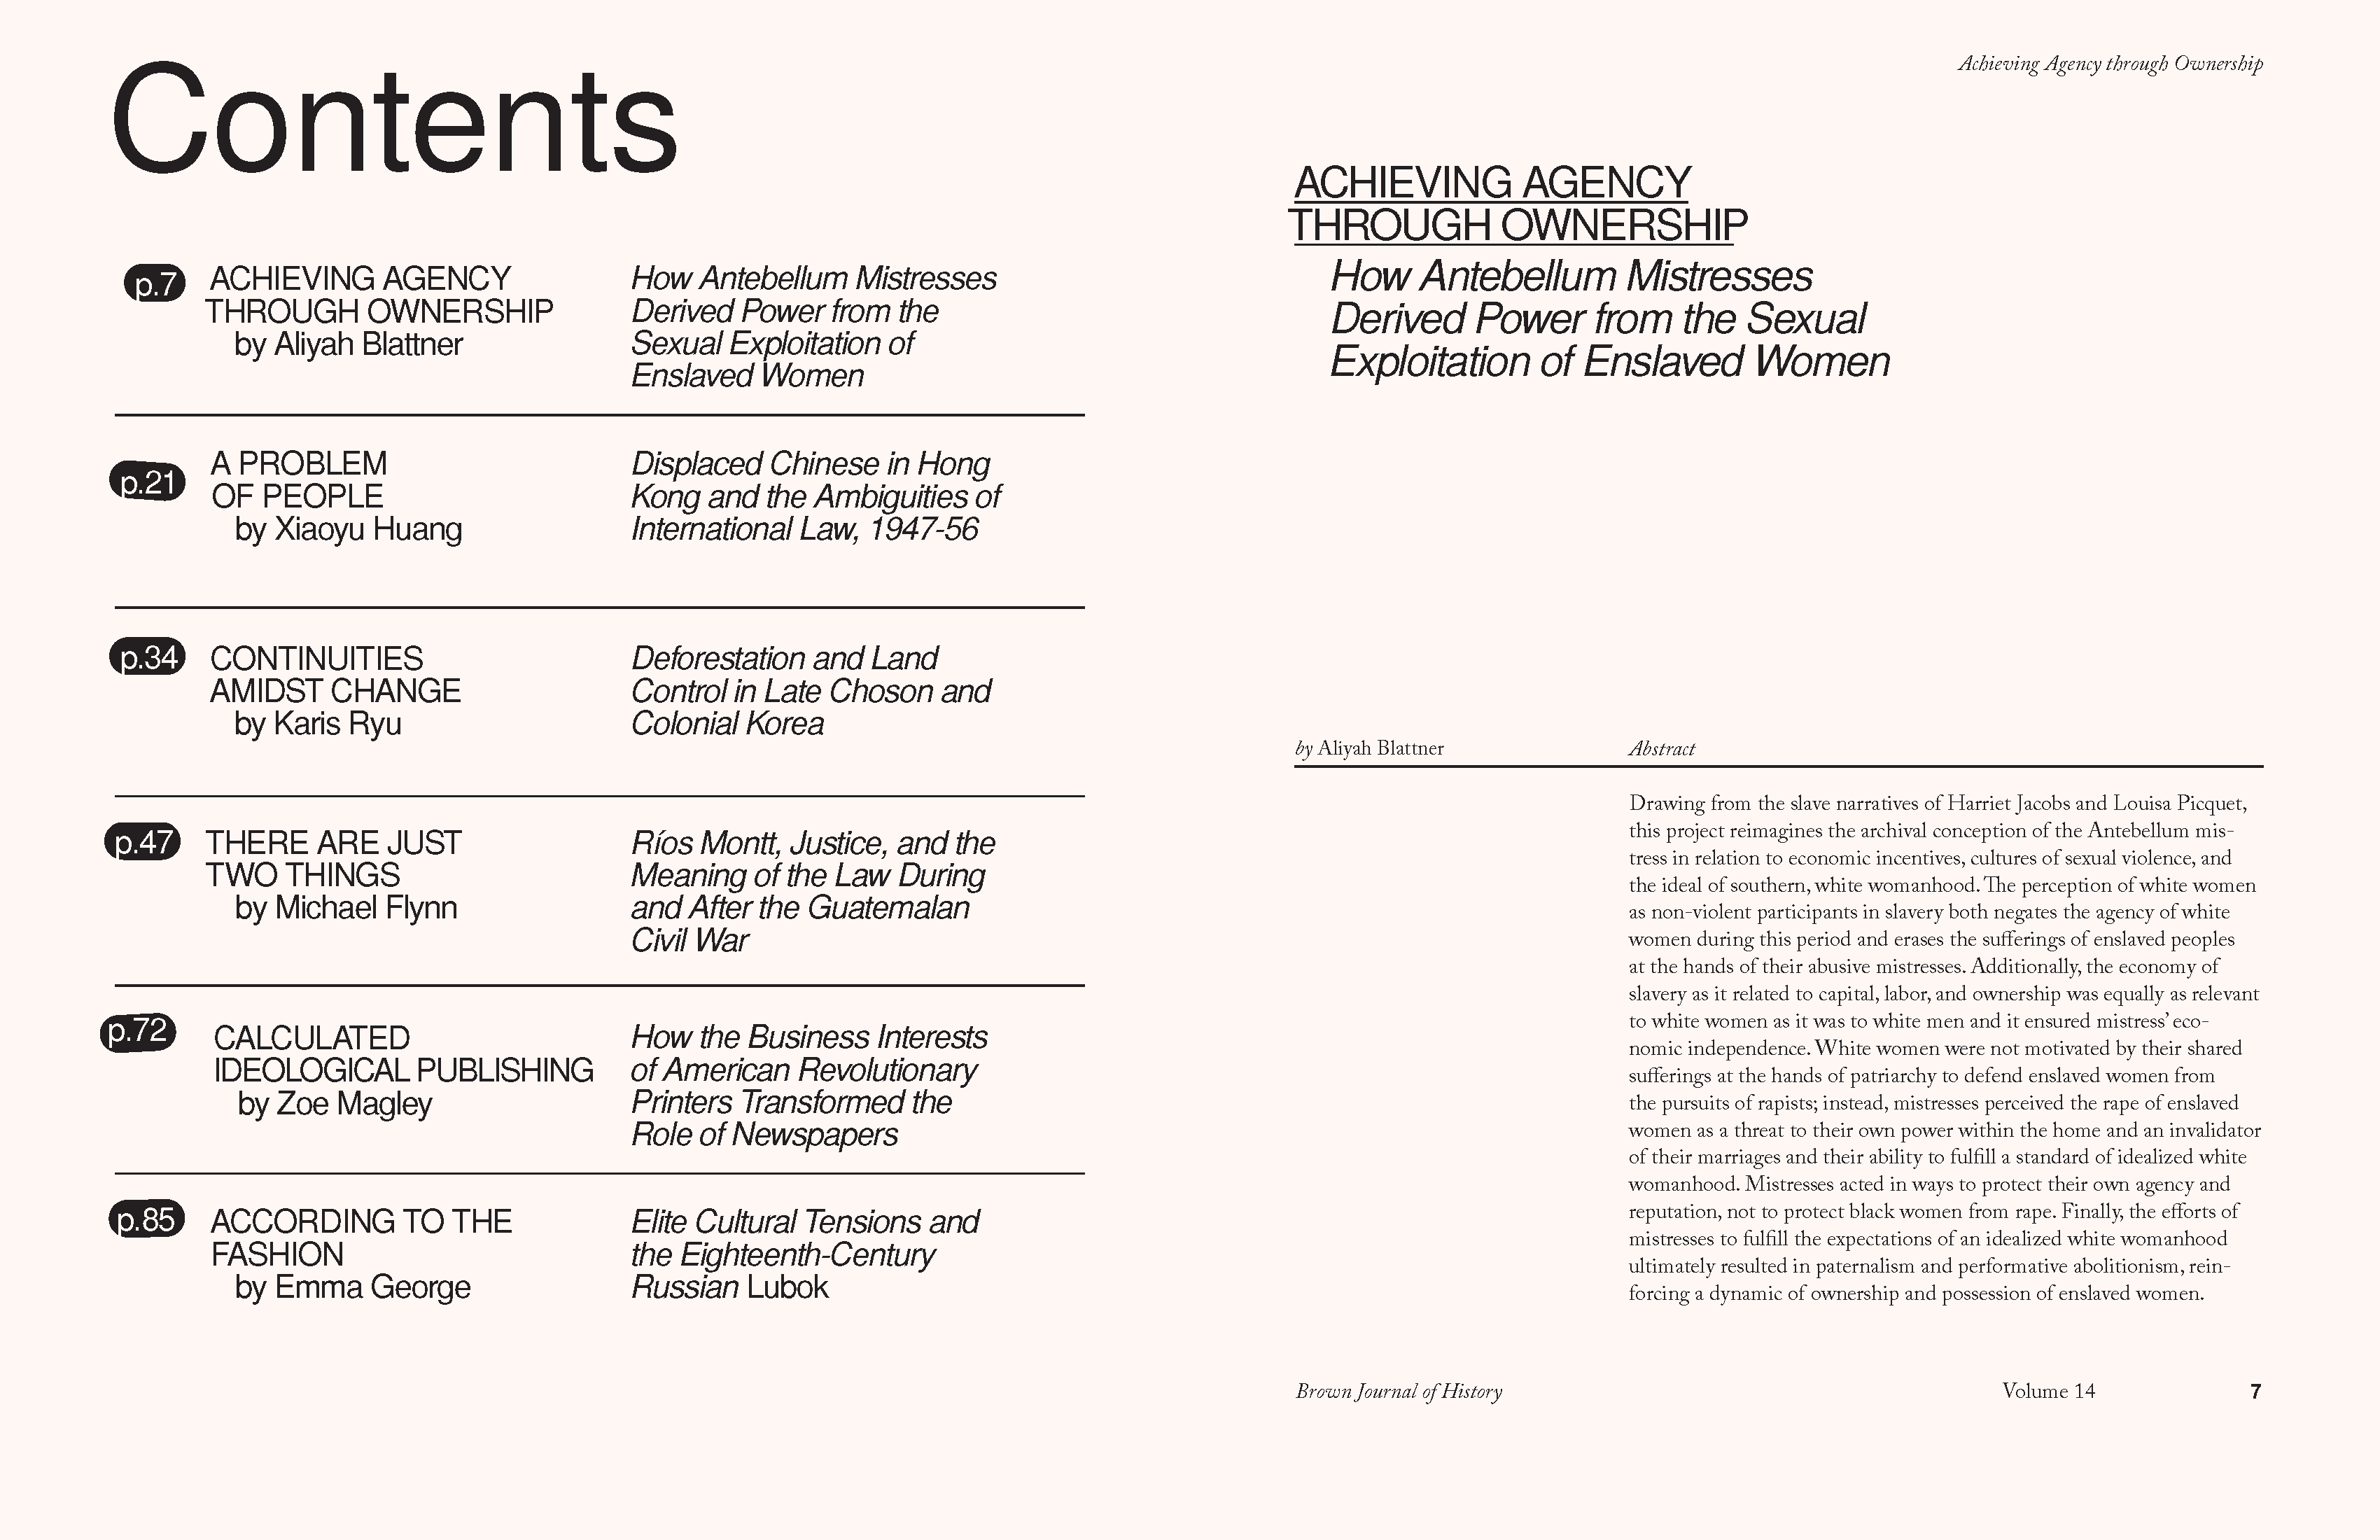 Contents
p.7
ACHIEVING AGENCY
THROUGH OWNERSHIP
by Aliyah Blattner
How Antebellum Mistresses
Derived Power from the
Sexual Exploitation of
Enslaved Women
p.21
A PROBLEM
OF PEOPLE
by Xiaoyu Huang
Displaced Chinese in Hong
Kong and the Ambiguities of
International Law, 1947-56
p.34
CONTINUITIES
AMIDST CHANGE
by Karis Ryu
Deforestation and Land
Control in Late Choson and
Colonial Korea
p.47
THERE ARE JUST
TWO THINGS
by Michael Flynn
Ríos Montt, Justice, and the
Meaning of the Law During
and After the Guatemalan
Civil War
p.72
CALCULATED
IDEOLOGICAL PUBLISHING
by Zoe Magley
How the Business Interests
of American Revolutionary
Printers Transformed the
Role of Newspapers
p.85
ACCORDING TO THE
FASHION
by Emma George
Elite Cultural Tensions and
the Eighteenth-Century
Russian Lubok
Achieving Agency through Ownership
ACHIEVING AGENCY
THROUGH OWNERSHIP
How Antebellum Mistresses
Derived Power from the Sexual
Exploitation of Enslaved Women
by Aliyah Blattner
Abstract
Drawing from the slave narratives of Harriet Jacobs and Louisa Picquet,
this project reimagines the archival conception of the Antebellum mis-
tress in relation to economic incentives, cultures of sexual violence, and
the ideal of southern, white womanhood. The perception of white women
as non-violent participants in slavery both negates the agency of white
women during this period and erases the sufferings of enslaved peoples
at the hands of their abusive mistresses. Additionally, the economy of
slavery as it related to capital, labor, and ownership was equally as relevant
to white women as it was to white men and it ensured mistress’ eco-
nomic independence. White women were not motivated by their shared
sufferings at the hands of patriarchy to defend enslaved women from
the pursuits of rapists; instead, mistresses perceived the rape of enslaved
women as a threat to their own power within the home and an invalidator
of their marriages and their ability to fulfill a standard of idealized white
womanhood. Mistresses acted in ways to protect their own agency and
reputation, not to protect black women from rape. Finally, the efforts of
mistresses to fulfill the expectations of an idealized white womanhood
ultimately resulted in paternalism and performative abolitionism, rein-
forcing a dynamic of ownership and possession of enslaved women.
Brown Journal of History
Volume 14
7